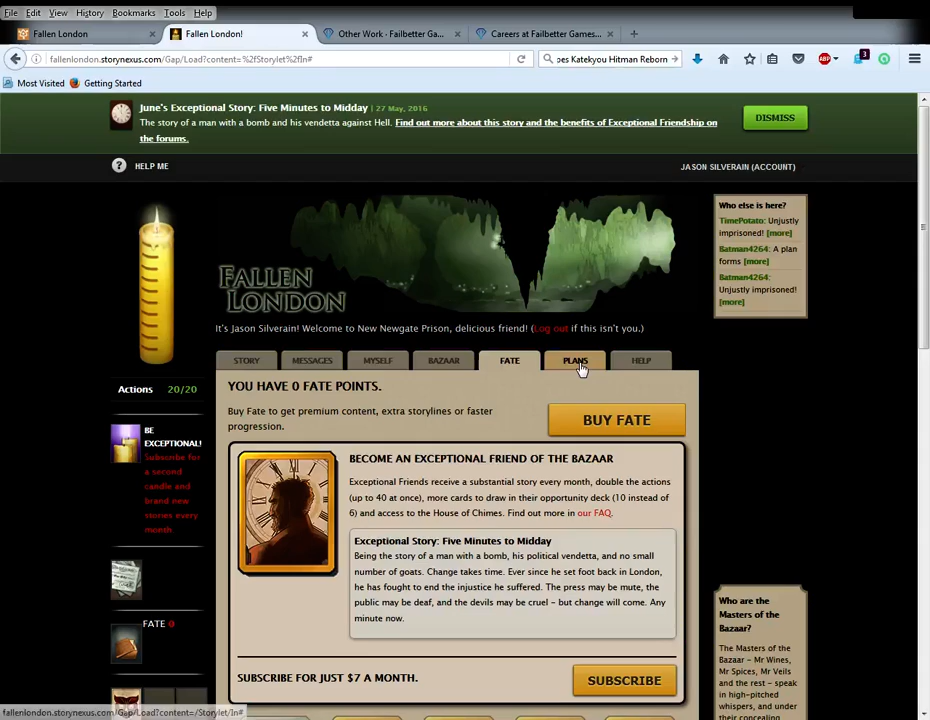 File Edit View History Bookmarks Tools Help
Fallen London × Fallen London! × Other Work – Failbetter Ga... × Careers at Failbetter Games... × +
fallenlondon.storynexus.com/Gap/Load?content=%2fStorylet%2fIn# pes Katekyou Hitman Reborn ABP 3
Most Visited Getting Started
June's Exceptional Story: Five Minutes to Midday | 27 May, 2016
The story of a man with a bomb and his vendetta against Hell. Find out more about this story and the benefits of Exceptional Friendship on
the forums.
DISMISS
? HELP ME
JASON SILVERAIN (ACCOUNT)
FALLEN
LONDON
It's Jason Silverain! Welcome to New Newgate Prison, delicious friend! (Log out if this isn't you.)
Who else is here?
TimePotato: Unjustly
imprisoned! [more]
Batman4264: A plan
forms [more]
Batman4264:
Unjustly imprisoned!
[more]
STORY MESSAGES MYSELF BAZAAR FATE PLANS HELP
Actions 20/20
BE
EXCEPTIONAL!
Subscribe for
a second
candle and
brand new
stories every
month
FATE 0
YOU HAVE 0 FATE POINTS.
Buy Fate to get premium content, extra storylines or faster
progression.
BUY FATE
BECOME AN EXCEPTIONAL FRIEND OF THE BAZAAR
Exceptional Friends receive a substantial story every month, double the actions
(up to 40 at once), more cards to draw in their opportunity deck (10 instead of
6) and access to the House of Chimes. Find out more in our FAQ.
Exceptional Story: Five Minutes to Midday
Being the story of a man with a bomb, his political vendetta, and no small
number of goats. Change takes time. Ever since he set foot back in London,
he has fought to end the injustice he suffered. The press may be mute, the
public may be deaf, and the devils may be cruel – but change will come. Any
minute now.
SUBSCRIBE FOR JUST $7 A MONTH.
SUBSCRIBE
Who are the
Masters of the
Bazaar?
The Masters of the
Bazaar – Mr Wines,
Mr Spices, Mr Veils
and the rest – speak
in high-pitched
whispers, and under
their concealing
fallenlondon.storynexus.com/Gap/Load?content=/Storylet/In#